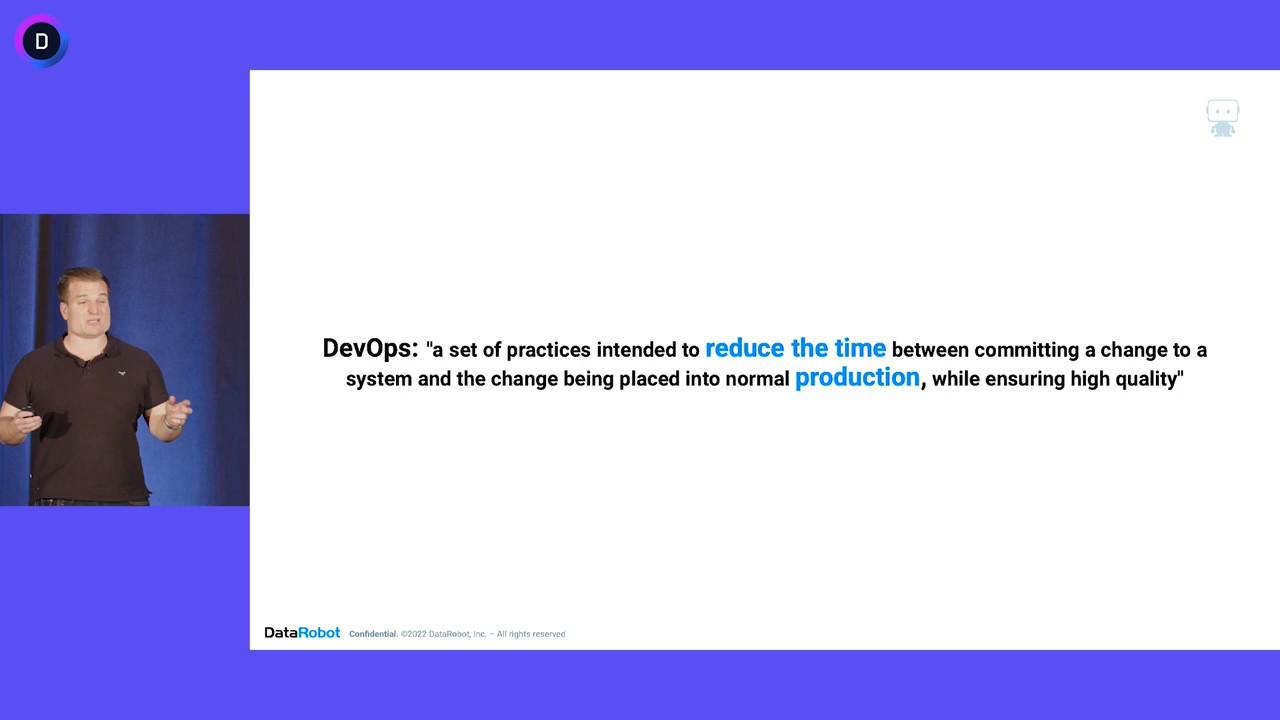 D
DevOps: "a set of practices intended to reduce the time between committing a change to a
system and the change being placed into normal production, while ensuring high quality"
DataRobot Confidential. ©2022 DataRobot, Inc. – All rights reserved